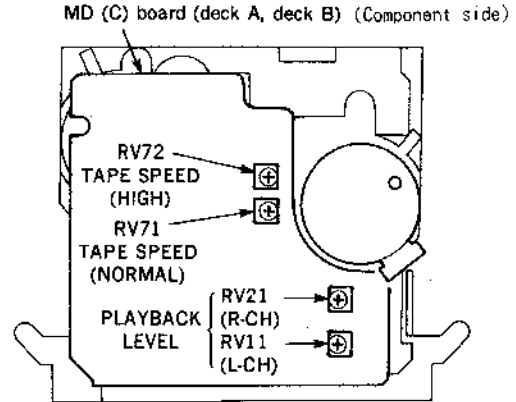 MD (C) board (deck A, deck B) (Component side)
RV72
TAPE SPEED
(HIGH)
RV71
TAPE SPEED
(NORMAL)
PLAYBACK
LEVEL
RV21
(R-CH)
RV11
(L-CH)